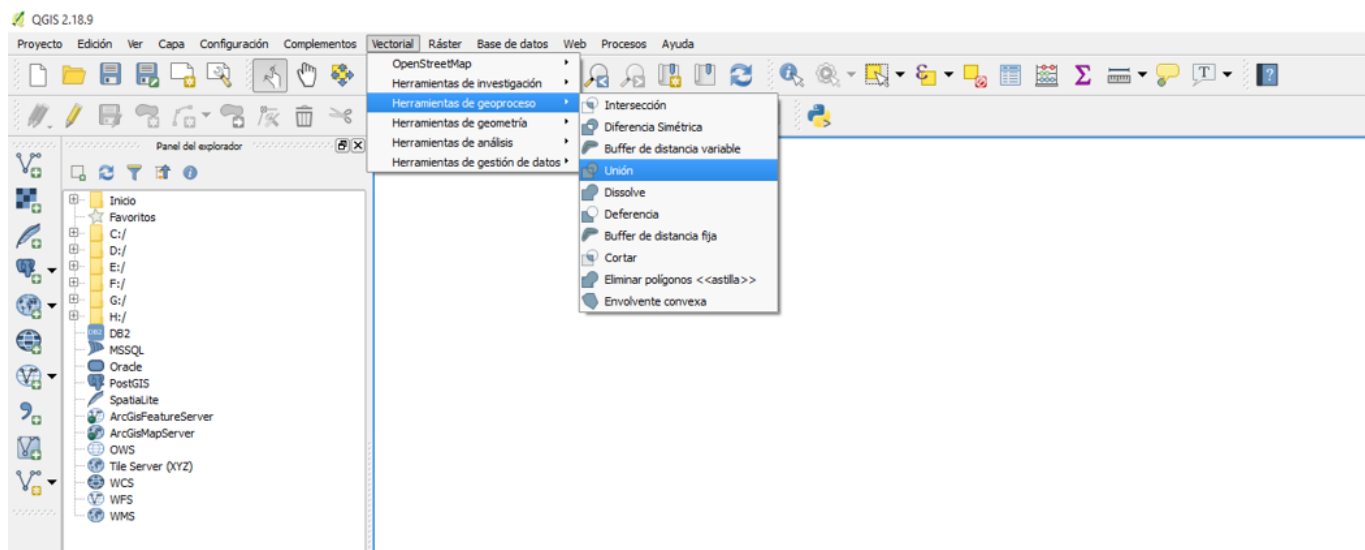 QGIS 2.18.9
Proyecto Edición Ver Capa Configuración Complementos Vectorial Ráster Base de datos Web Procesos Ayuda
OpenStreetMap
Herramientas de investigación
Herramientas de geoproceso
Herramientas de geometría
Herramientas de análisis
Herramientas de gestión de datos
Intersección
Diferencia Simétrica
Buffer de distancia variable
Unión
Dissolve
Deferencia
Buffer de distancia fija
Cortar
Eliminar polígonos <<astilla>>
Envolvente convexa
Panel del explorador
Inicio
Favoritos
C:/
D:/
E:/
F:/
G:/
H:/
DB2
MSSQL
Oracle
PostGIS
SpatiaLite
ArcGisFeatureServer
ArcGisMapServer
OWS
Tile Server (XYZ)
WCS
WFS
WMS